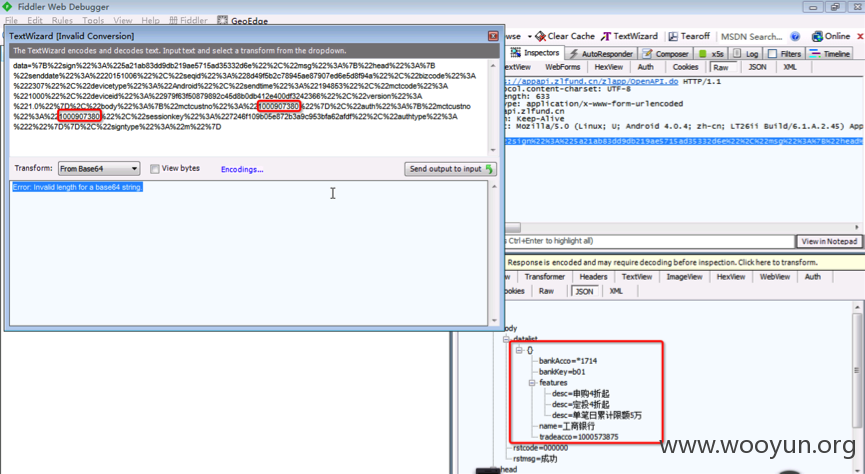 Fiddler Web Debugger
File Edit Rules Tools View Help Fiddler GeoEdge
TextWizard [Invalid Conversion]
The TextWizard encodes and decodes text. Input text and select a transform from the dropdown.
data=%7B%22sign%22%3A%225a21ab83dd9db219ae5715ad35332d6e%22%2C%22msg%22%3A%7B%22head%22%3A%7B
%22senddate%22%3A%2220151006%22%2C%22seqid%22%3A%228d49f5b2c78945ae87907ed6e5d8f94a%22%2C%22bizcode%22%3A
%222307%22%2C%22devicetype%22%3A%22Android%22%2C%22sendtime%22%3A%22194853%22%2C%22mctcode%22%3A
%221000%22%2C%22deviceid%22%3A%22979f63f50879892c45d8b0db412e400df3242366%22%2C%22version%22%3A
%221.0%22%7D%2C%22body%22%3A%7B%22mctcustno%22%3A%221000907380%22%7D%2C%22auth%22%3A%7B%22mctcustno
%22%3A%221000907380%22%2C%22sessionkey%22%3A%227246f109b05e872b3a9c953bfa62afdf%22%2C%22authtype%22%3A
%222%22%7D%7D%2C%22signtype%22%3A%22m%22%7D
Transform: From Base64 View bytes Encodings... Send output to input
Error: Invalid length for a base64 string.
wse Clear Cache TextWizard Tearoff MSDN Search... Online
Inspectors AutoResponder Composer x5s Log Filters Timeline
extView WebForms HexView Auth Cookies Raw JSON XML
s://appapi.zlfund.cn/zlapp/OpenAPI.do HTTP/1.1
ocol.content-charset: UTF-8
ength: 633
ype: application/x-www-form-urlencoded
api.zlfund.cn
: Keep-Alive
: Mozilla/5.0 (Linux; U; Android 4.0.4; zh-cn; LT26ii Build/6.1.A.2.45) App
%22sign%22%3A%225a21ab83dd9db219ae5715ad35332d6e%22%2C%22msg%22%3A%7B%22head%
s Ctrl+Enter to highlight all) View in Notepad
Response is encoded and may require decoding before inspection. Click here to transform.
w Transformer Headers TextView ImageView HexView WebView Auth
ookies Raw JSON XML
ody
datalist
{}
bankAcco=*1714
bankKey=b01
features
desc=申购4折起
desc=定投4折起
desc=单笔日累计限额5万
name=工商银行
tradeacco=1000573875
rstcode=000000
rstmsg=成功
head
www.wooyun.org